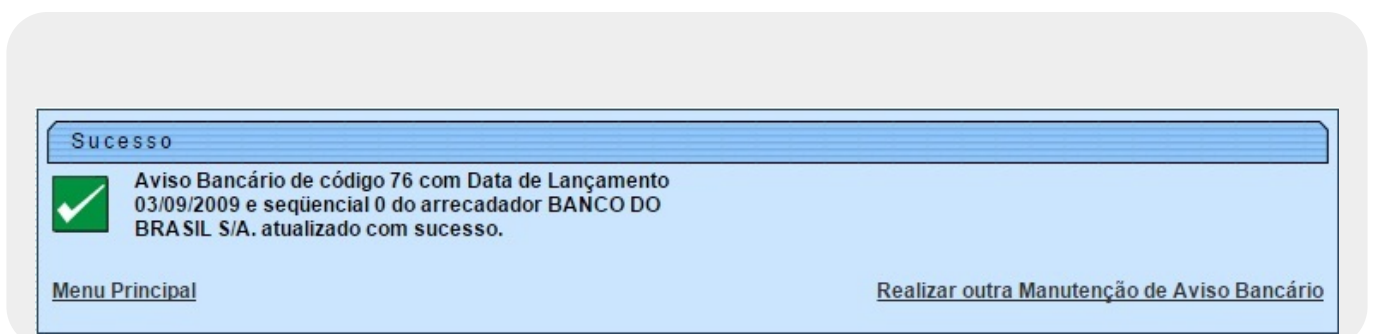 Sucesso
Aviso Bancário de código 76 com Data de Lançamento
03/09/2009 e seqüencial 0 do arrecadador BANCO DO
BRASIL S/A. atualizado com sucesso.
Menu Principal
Realizar outra Manutenção de Aviso Bancário